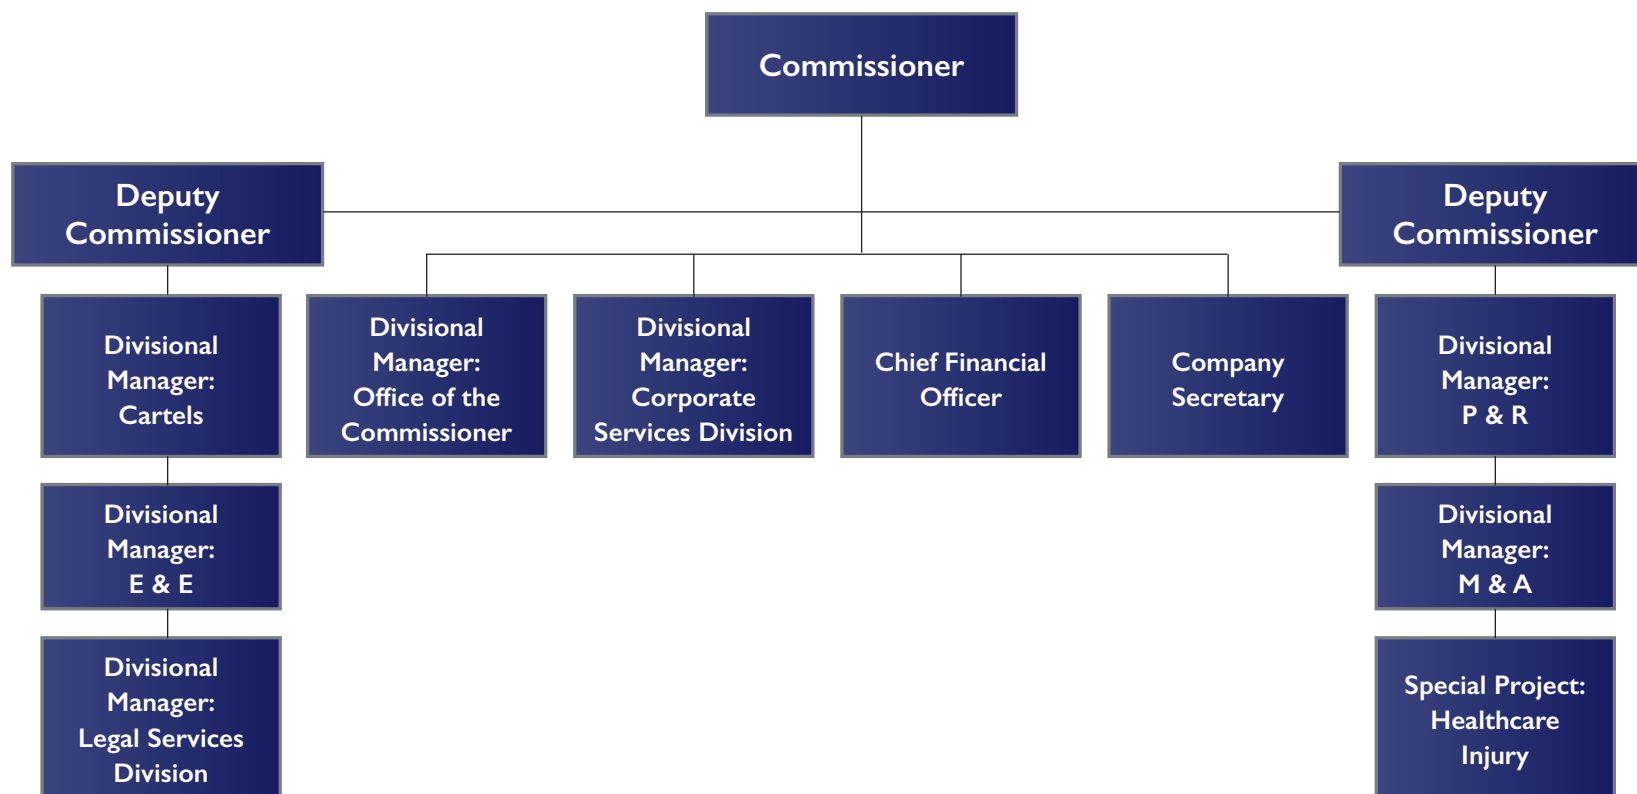 Commissioner
Deputy
Commissioner
Deputy
Commissioner
Divisional
Manager:
Cartels
Divisional
Manager:
Office of the
Commissioner
Divisional
Manager:
Corporate
Services Division
Chief Financial
Officer
Company
Secretary
Divisional
Manager:
P & R
Divisional
Manager:
E & E
Divisional
Manager:
M & A
Divisional
Manager:
Legal Services
Division
Special Project:
Healthcare
Injury